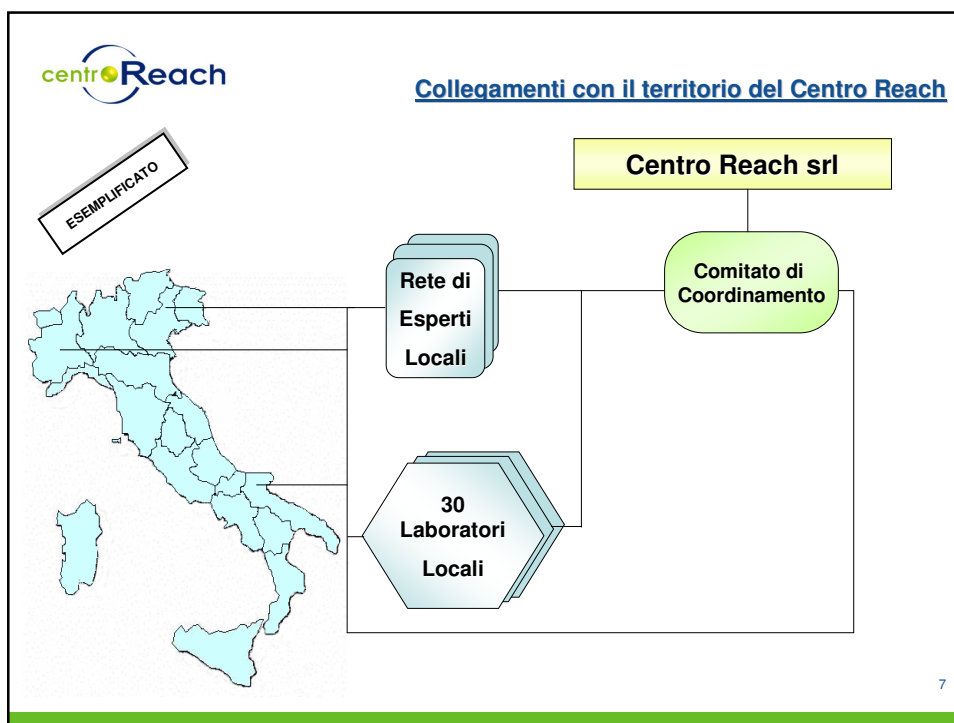 centroReach
Collegamenti con il territorio del Centro Reach
ESEMPLIFICATO
Centro Reach srl
Comitato di
Coordinamento
Rete di
Esperti
Locali
30
Laboratori
Locali
7